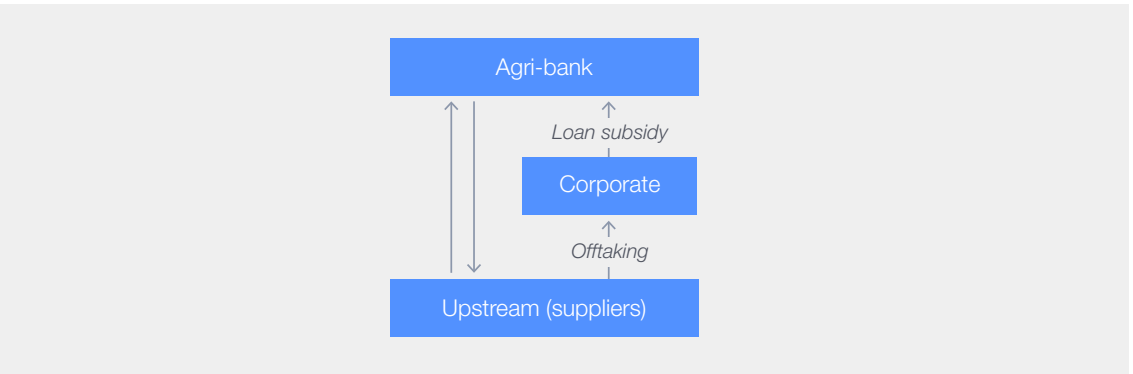 Agri-bank
Loan subsidy
Corporate
Offtaking
Upstream (suppliers)